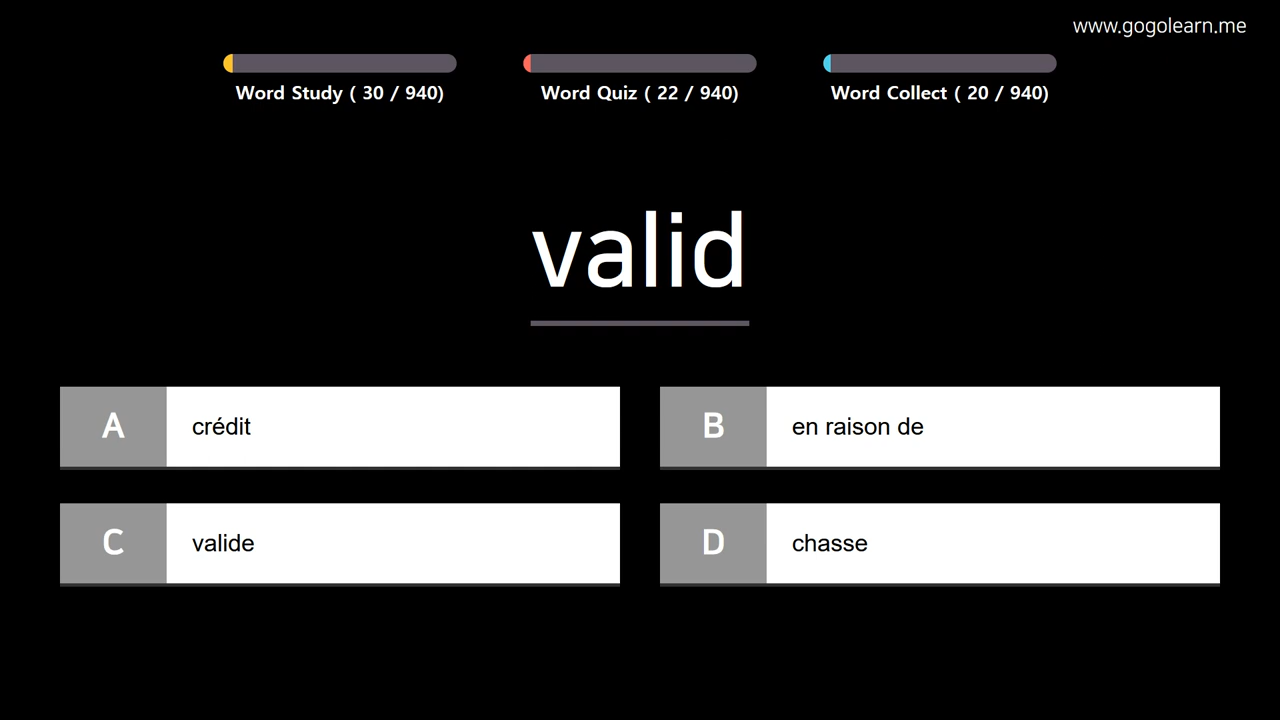 www.gogolearn.me
Word Study ( 30 / 940)
Word Quiz ( 22 / 940)
Word Collect ( 20 / 940)
valid
A crédit
B en raison de
C valide
D chasse